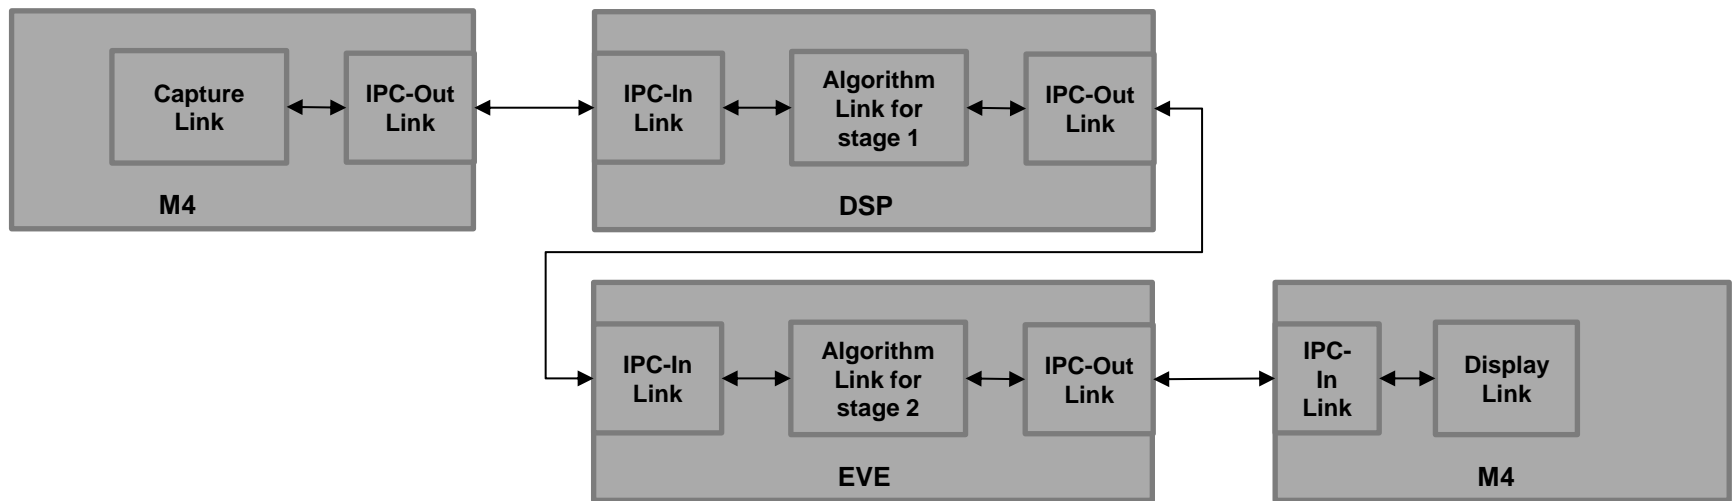 Capture
Link
IPC-Out
Link
M4
IPC-In
Link
Algorithm
Link for
stage 1
IPC-Out
Link
DSP
IPC-In
Link
Algorithm
Link for
stage 2
IPC-Out
Link
EVE
IPC-
In
Link
Display
Link
M4